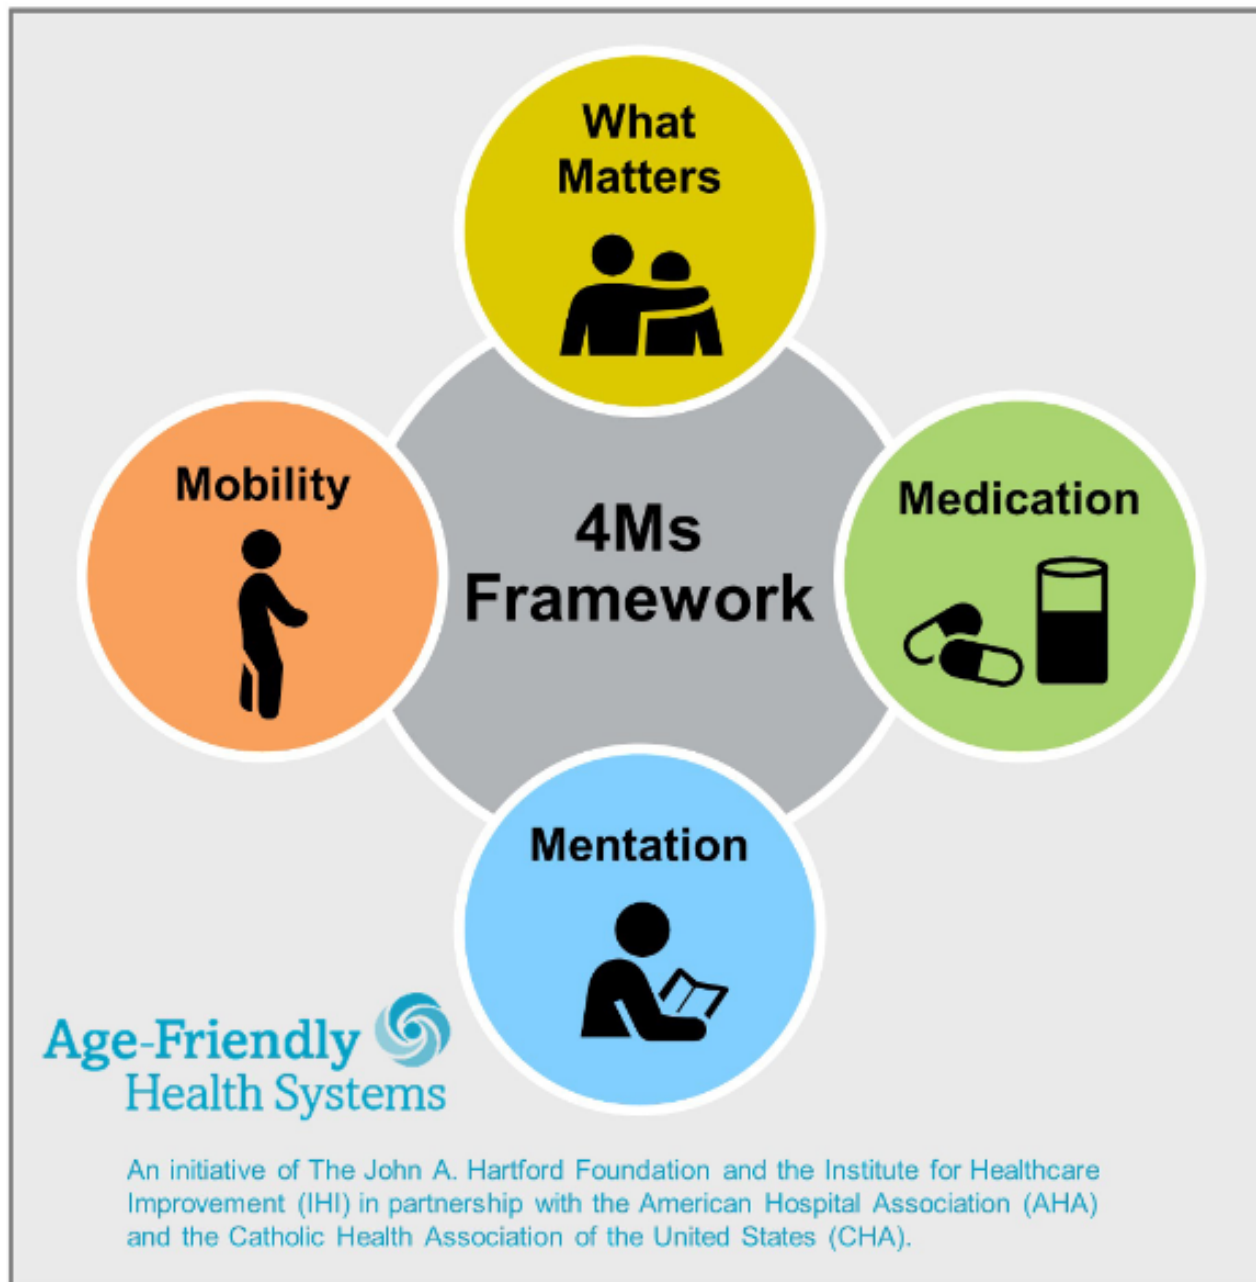 What
Matters
Mobility
4Ms
Framework
Medication
Mentation
Age-Friendly
Health Systems
An initiative of The John A. Hartford Foundation and the Institute for Healthcare
Improvement (IHI) in partnership with the American Hospital Association (AHA)
and the Catholic Health Association of the United States (CHA).